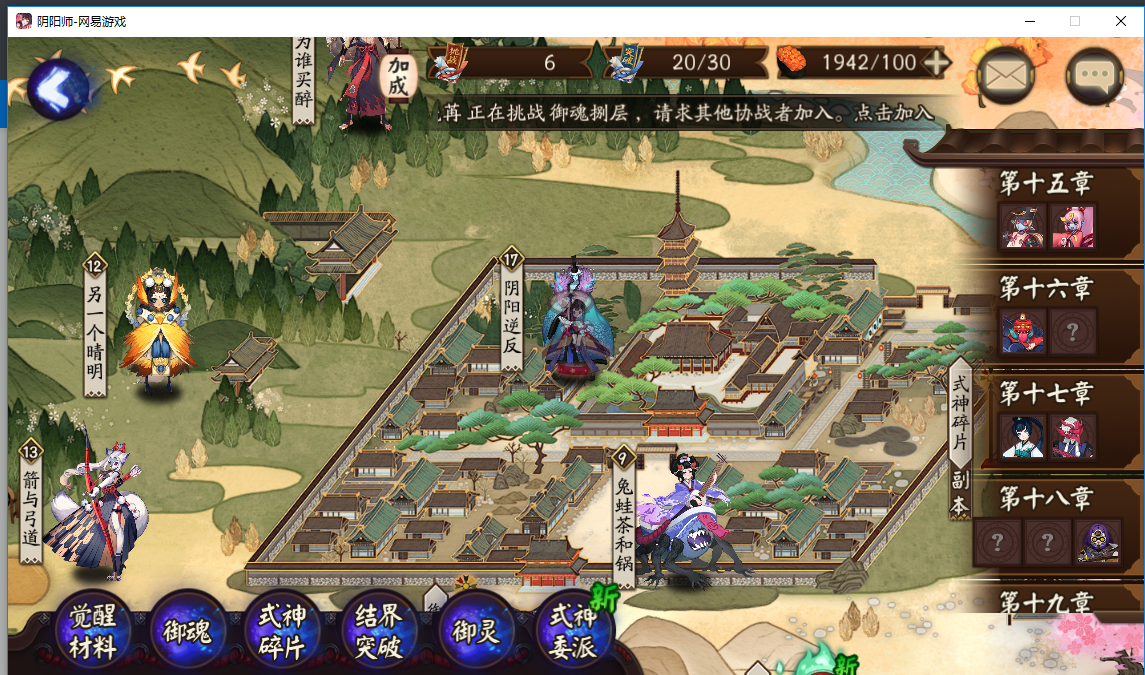 阴阳师-网易游戏
为谁买醉
加成
挑战
6
突破
20/30
1942/100
苒 正在挑战 御魂捌层 ，请求其他协战者加入。点击加入
第十五章
第十六章
?
第十七章
第十八章
?
?
第十九章
12
另一个晴明
17
阴阳逆反
13
箭与弓道
9
兔蛙茶和锅
式神碎片
副本
觉醒材料
御魂
式神碎片
结界突破
御灵
式神委派
新
新